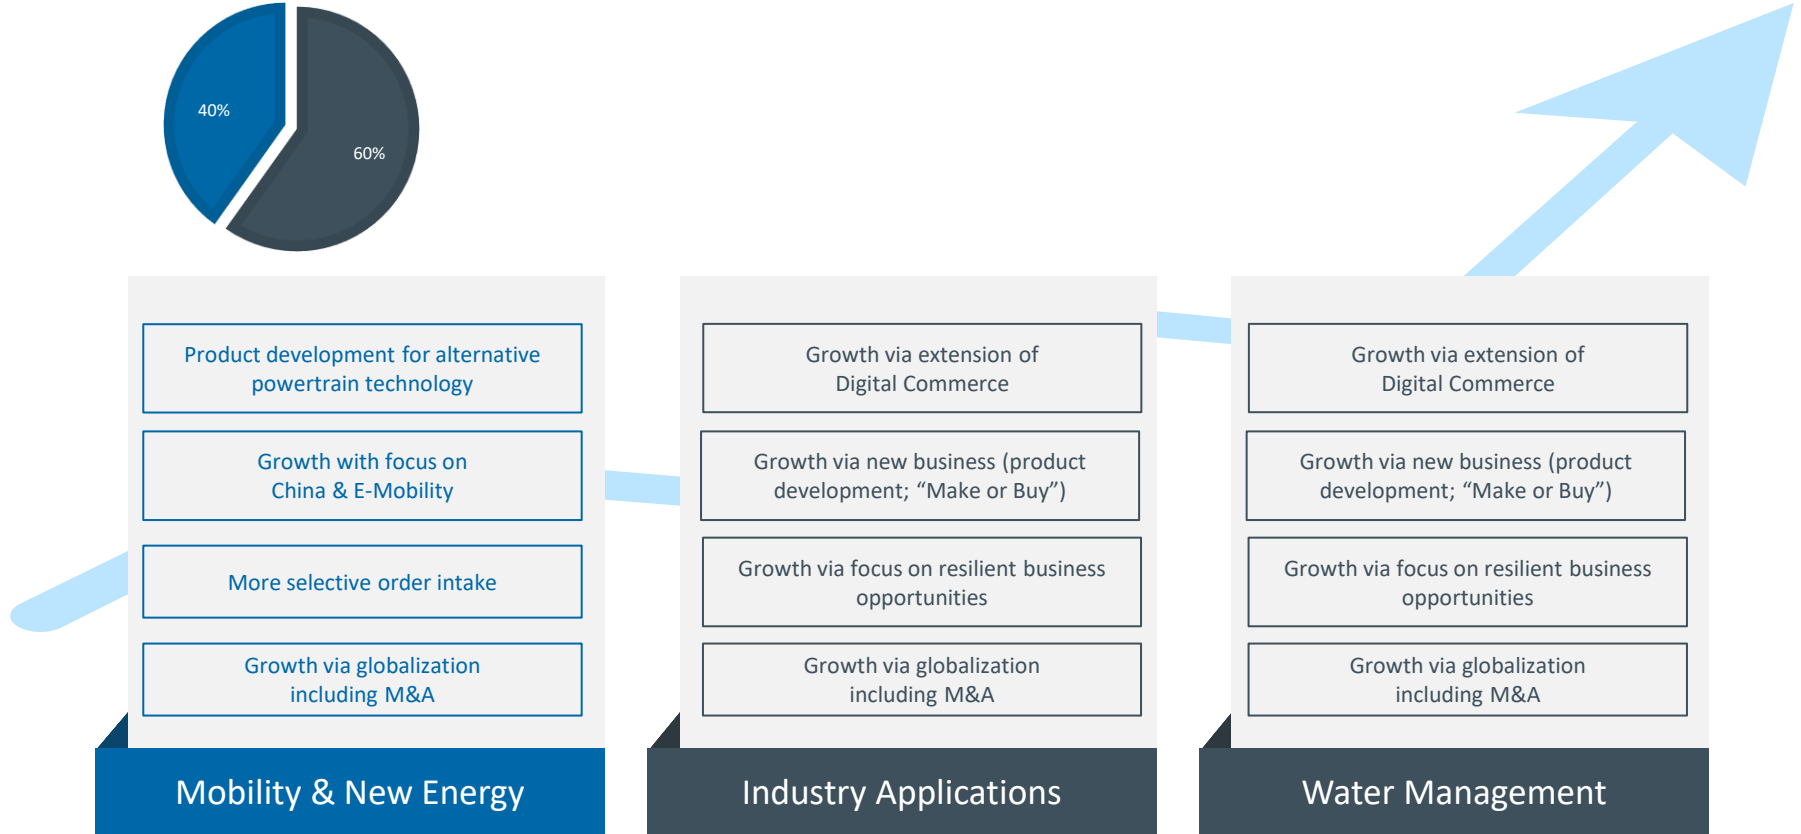 40%
60%
Product development for alternative
powertrain technology
Growth with focus on
China & E-Mobility
More selective order intake
Growth via globalization
including M&A
Mobility & New Energy
Growth via extension of
Digital Commerce
Growth via new business (product
development; “Make or Buy”)
Growth via focus on resilient business
opportunities
Growth via globalization
including M&A
Industry Applications
Growth via extension of
Digital Commerce
Growth via new business (product
development; “Make or Buy”)
Growth via focus on resilient business
opportunities
Growth via globalization
including M&A
Water Management